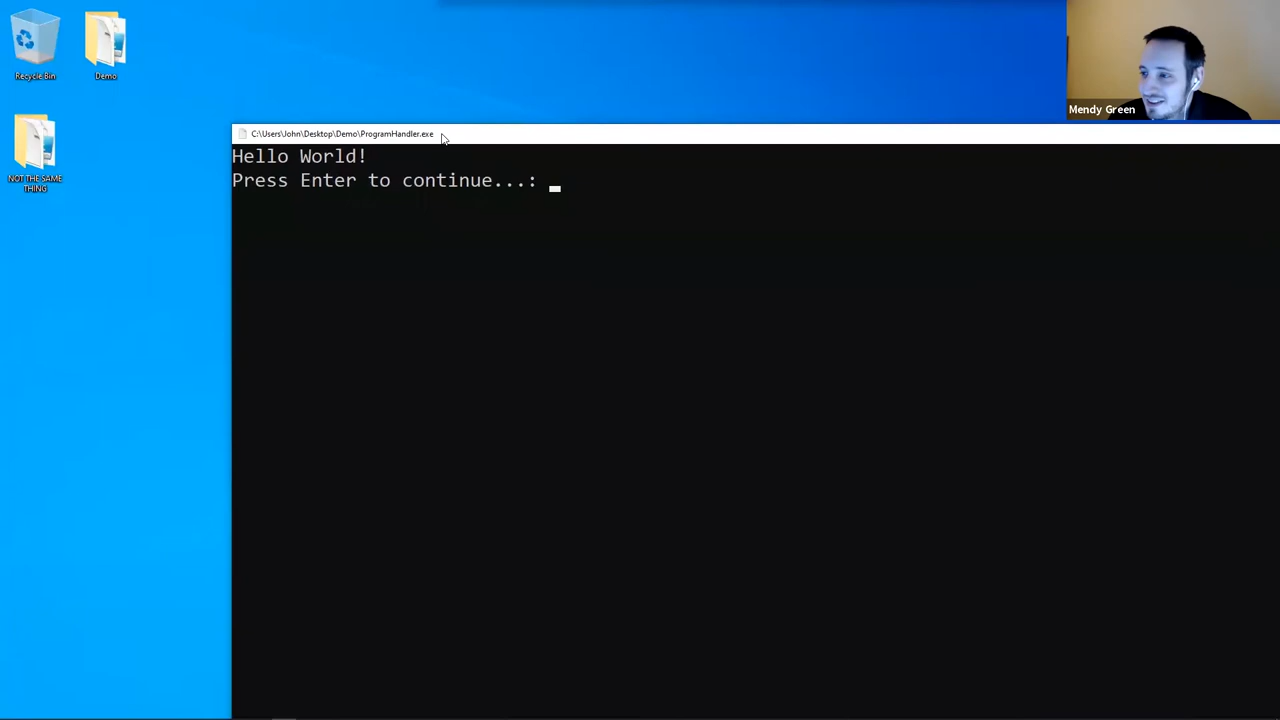 Recycle Bin
Demo
NOT THE SAME
THING
Mendy Green
C:\Users\John\Desktop\Demo\ProgramHandler.exe
Hello World!
Press Enter to continue...: